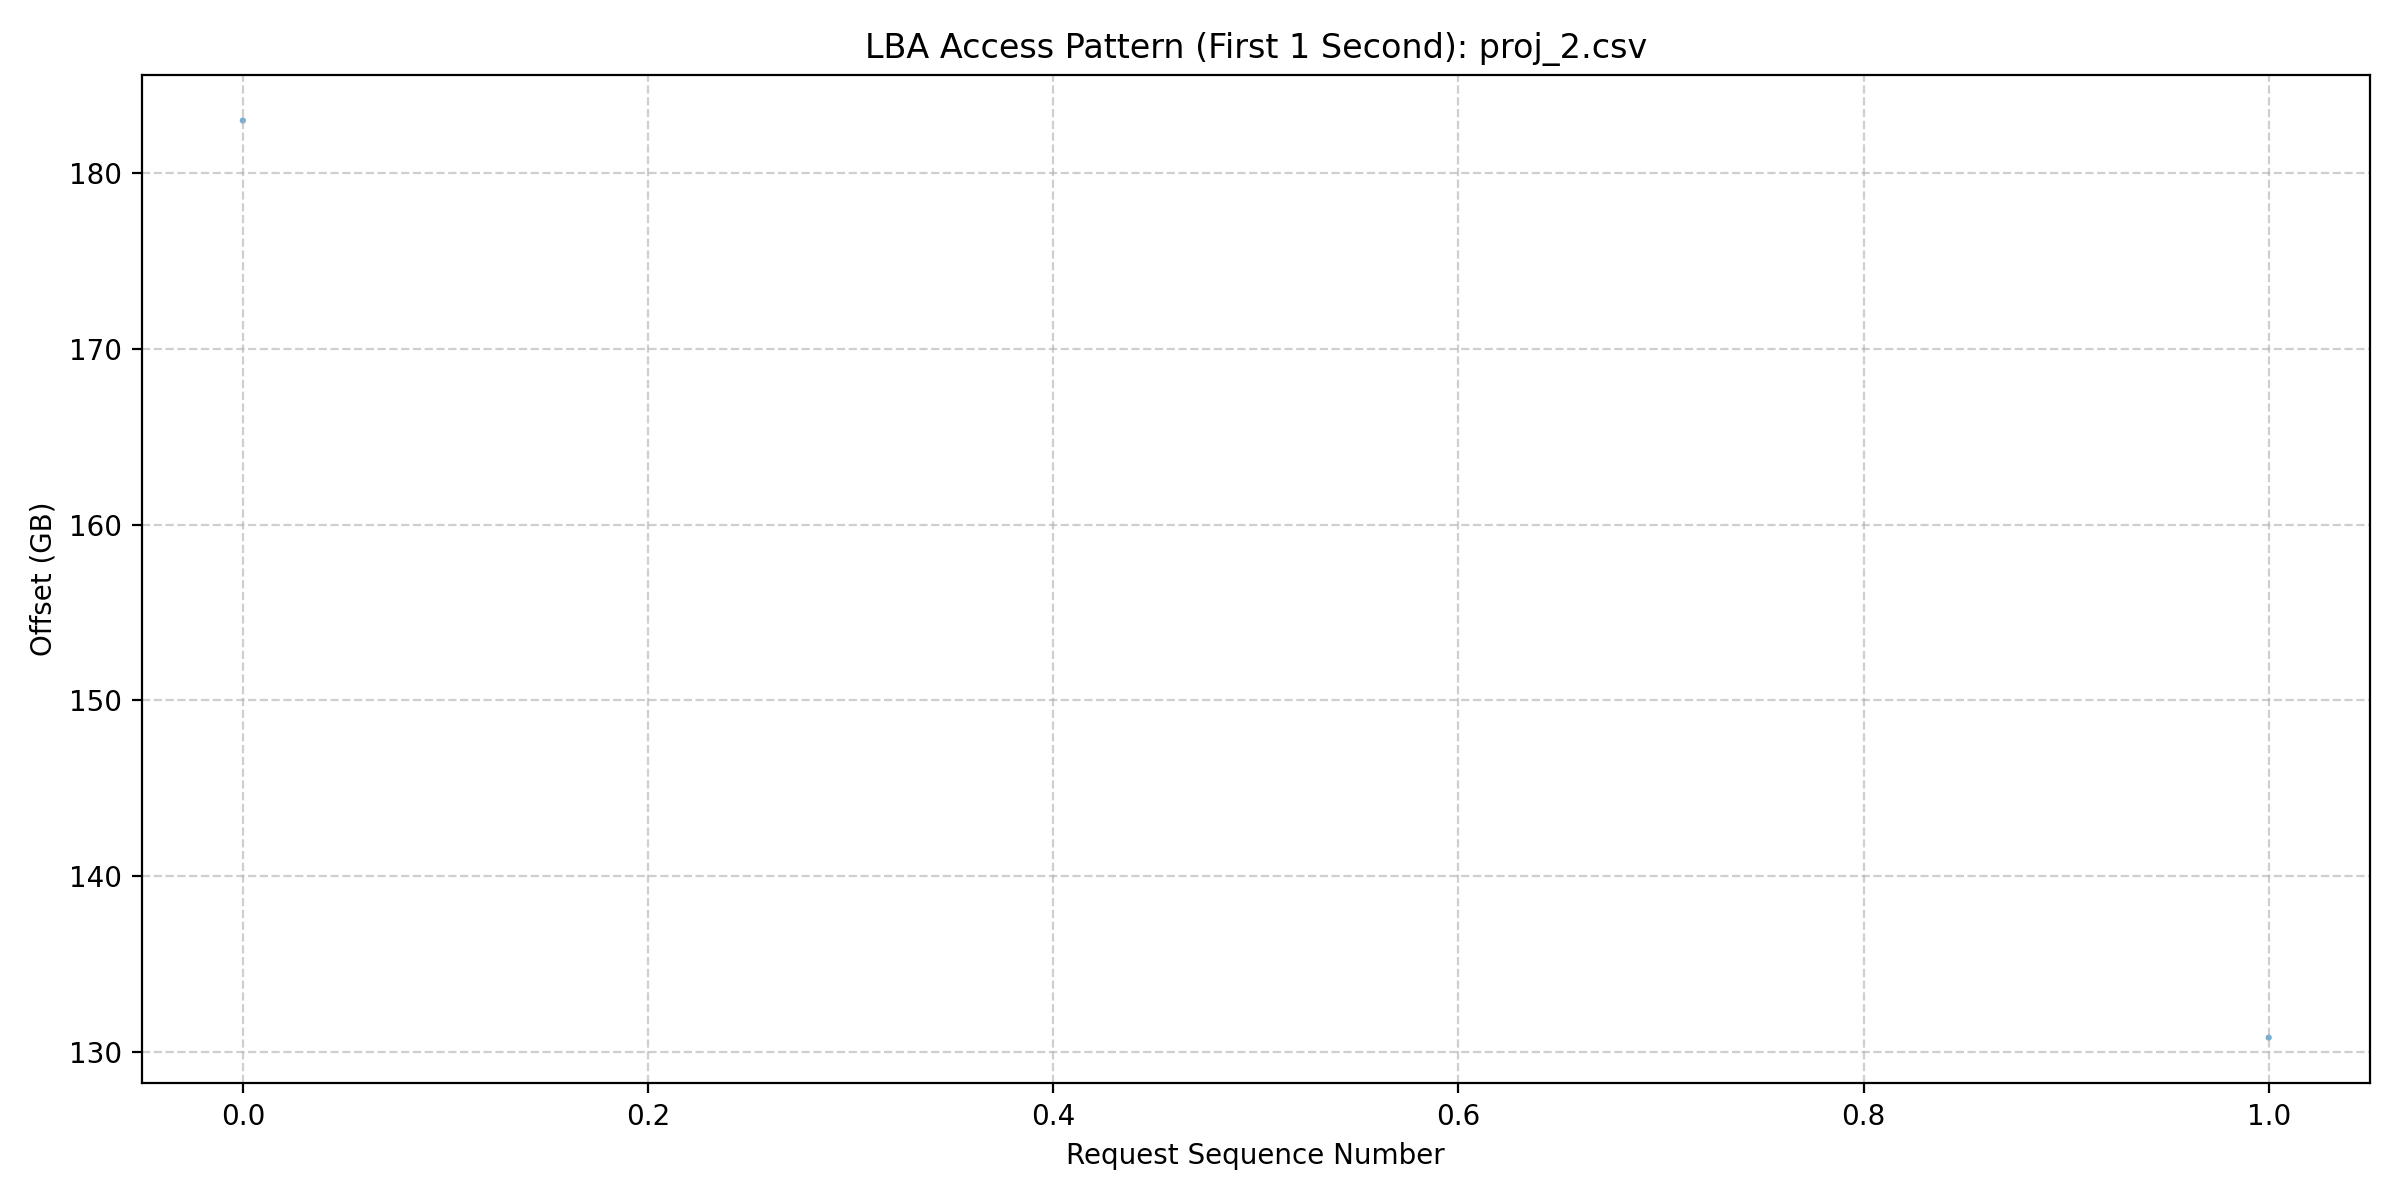 LBA Access Pattern (First 1 Second): proj_2.csv
Offset (GB)
180
170
160
150
140
130
0.0 0.2 0.4 0.6 0.8 1.0
Request Sequence Number